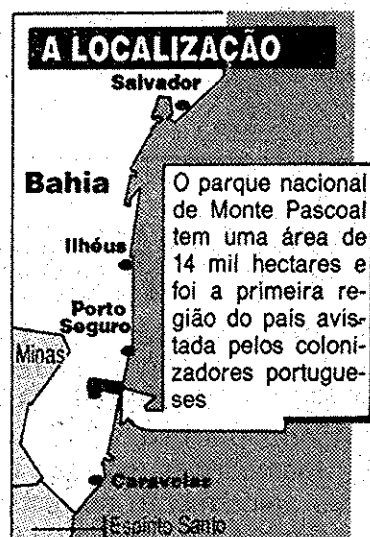 A LOCALIZAÇÃO
Salvador
Bahia
O parque nacional
de Monte Pascoal
tem uma área de
14 mil hectares e
foi a primeira re-
gião do país avis-
tada pelos coloni-
zadores portugue-
ses
Ilhéus
Porto
Seguro
Minas
Caravelas
Espírito Santo